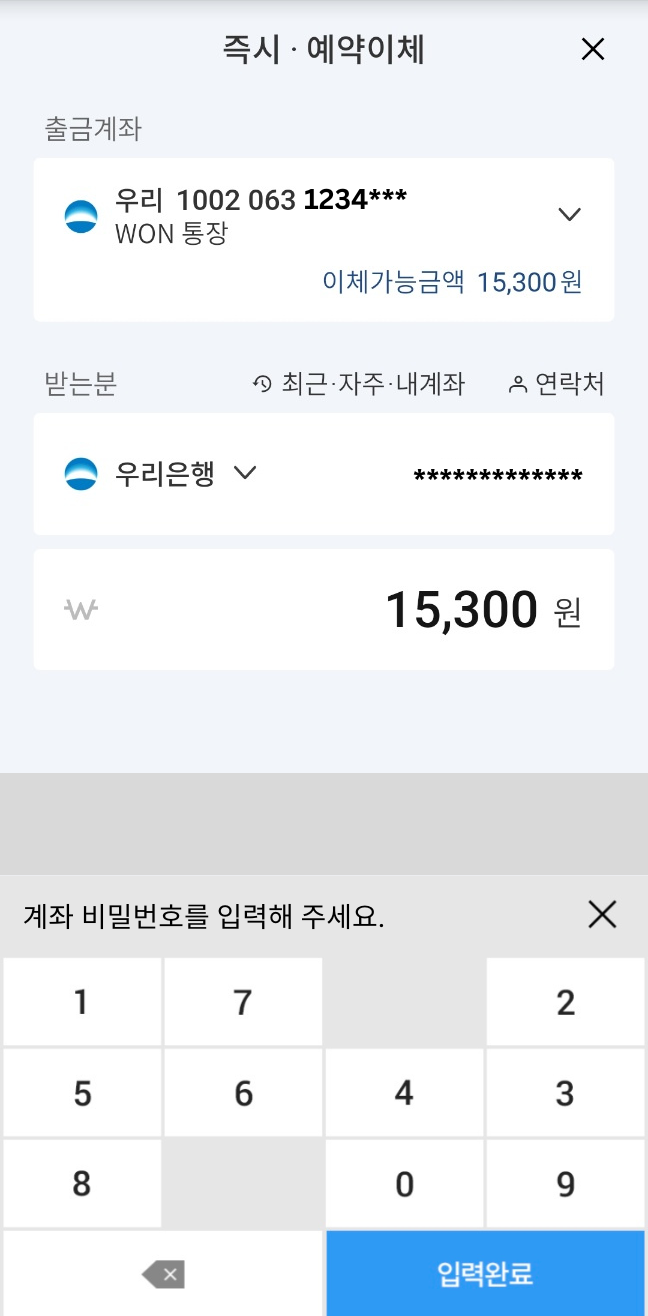 즉시 · 예약이체
출금계좌
우리 1002 063 1234***
WON 통장
이체가능금액 15,300원
받는분 최근·자주·내계좌 연락처
우리은행 *************
₩ 15,300 원
계좌 비밀번호를 입력해 주세요.
1 7 2
5 6 4 3
8 0 9
입력완료